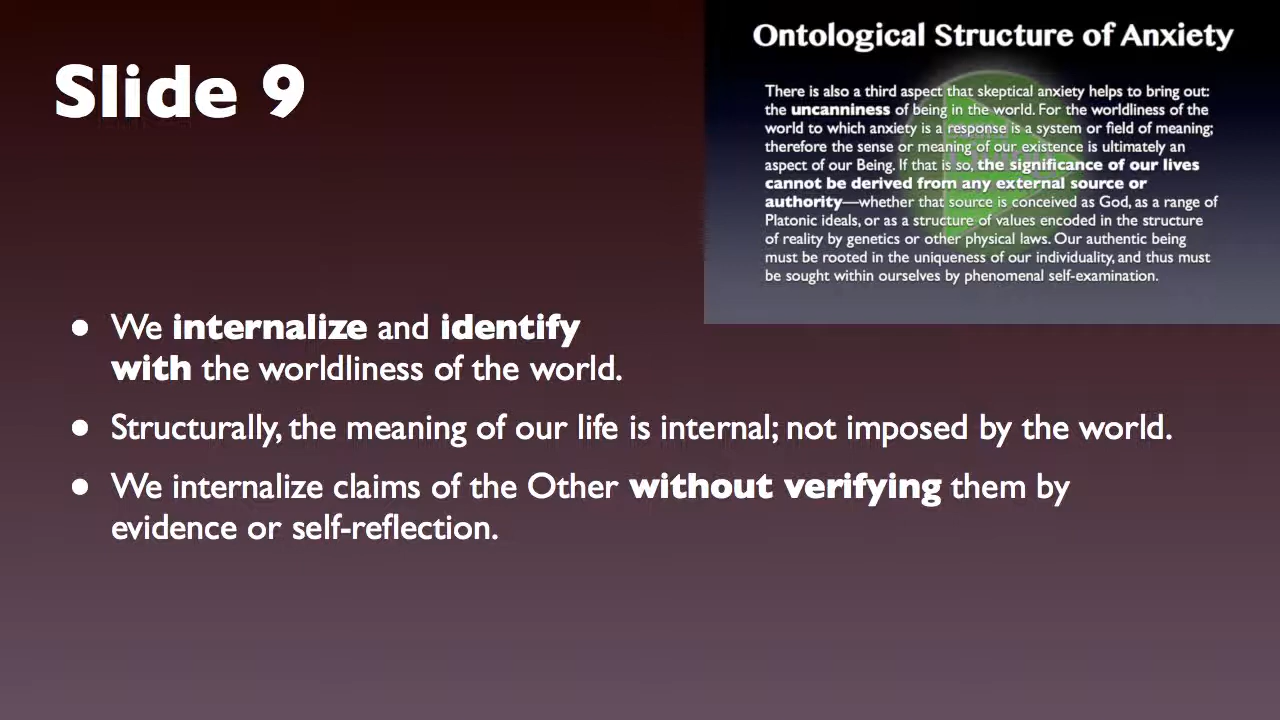 Slide 9
Ontological Structure of Anxiety
There is also a third aspect that skeptical anxiety helps to bring out:
the uncanniness of being in the world. For the worldliness of the
world to which anxiety is a response is a system or field of meaning;
therefore the sense or meaning of our existence is ultimately an
aspect of our Being. If that is so, the significance of our lives
cannot be derived from any external source or
authority—whether that source is conceived as God, as a range of
Platonic ideals, or as a structure of values encoded in the structure
of reality by genetics or other physical laws. Our authentic being
must be rooted in the uniqueness of our individuality, and thus must
be sought within ourselves by phenomenal self-examination.
• We internalize and identify
with the worldliness of the world.
• Structurally, the meaning of our life is internal; not imposed by the world.
• We internalize claims of the Other without verifying them by
evidence or self-reflection.